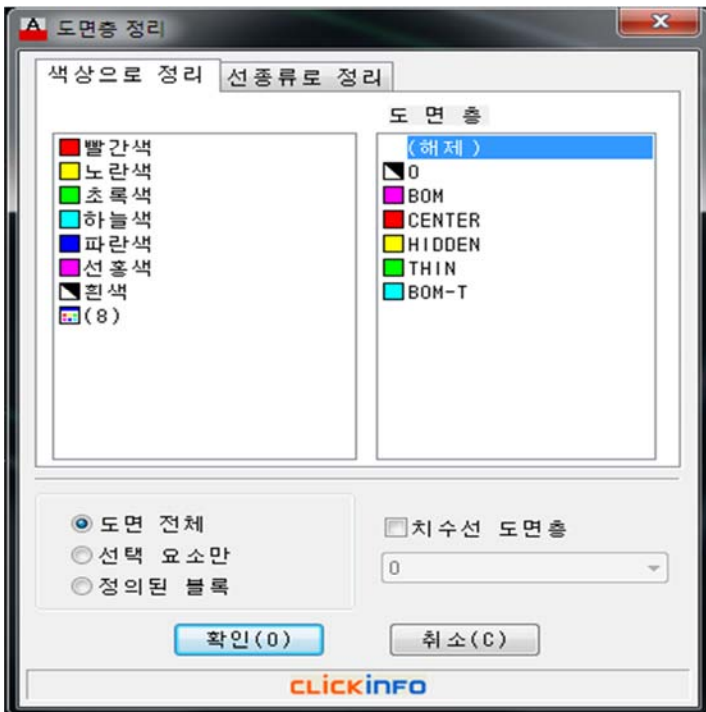 도면층 정리
색상으로 정리
선종류로 정리
도 면 층
빨간색
노란색
초록색
하늘색
파란색
선홍색
흰색
(8)
(해제)
0
BOM
CENTER
HIDDEN
THIN
BOM-T
도면 전체
선택 요소만
정의된 블록
치수선 도면층
0
확인(O)
취소(C)
CLiCKiNFO